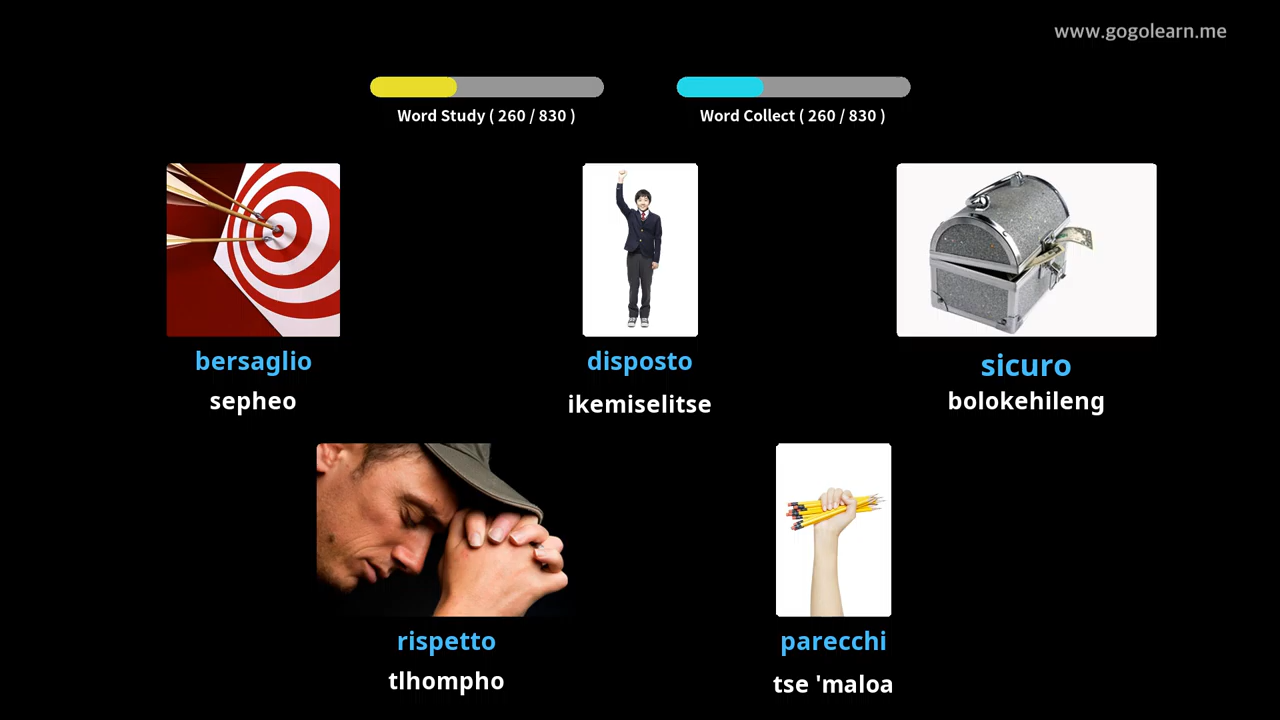 www.gogolearn.me
Word Study ( 260 / 830 )
Word Collect ( 260 / 830 )
bersaglio
sepheo
disposto
ikemiselitse
sicuro
bolokehileng
rispetto
tlhompho
parecchi
tse 'maloa